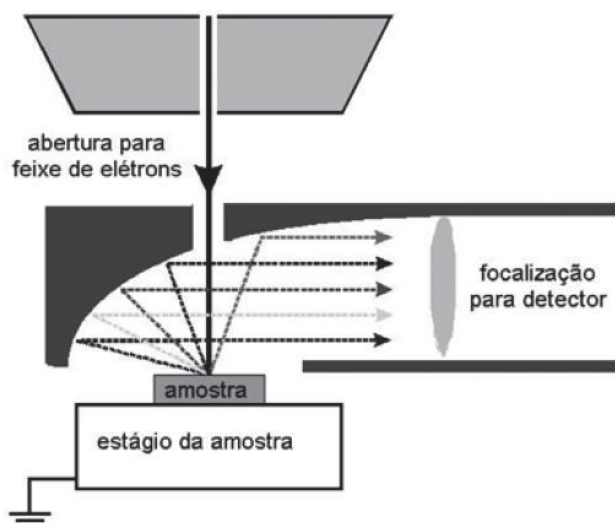 abertura para
feixe de elétrons
focalização
para detector
amostra
estágio da amostra